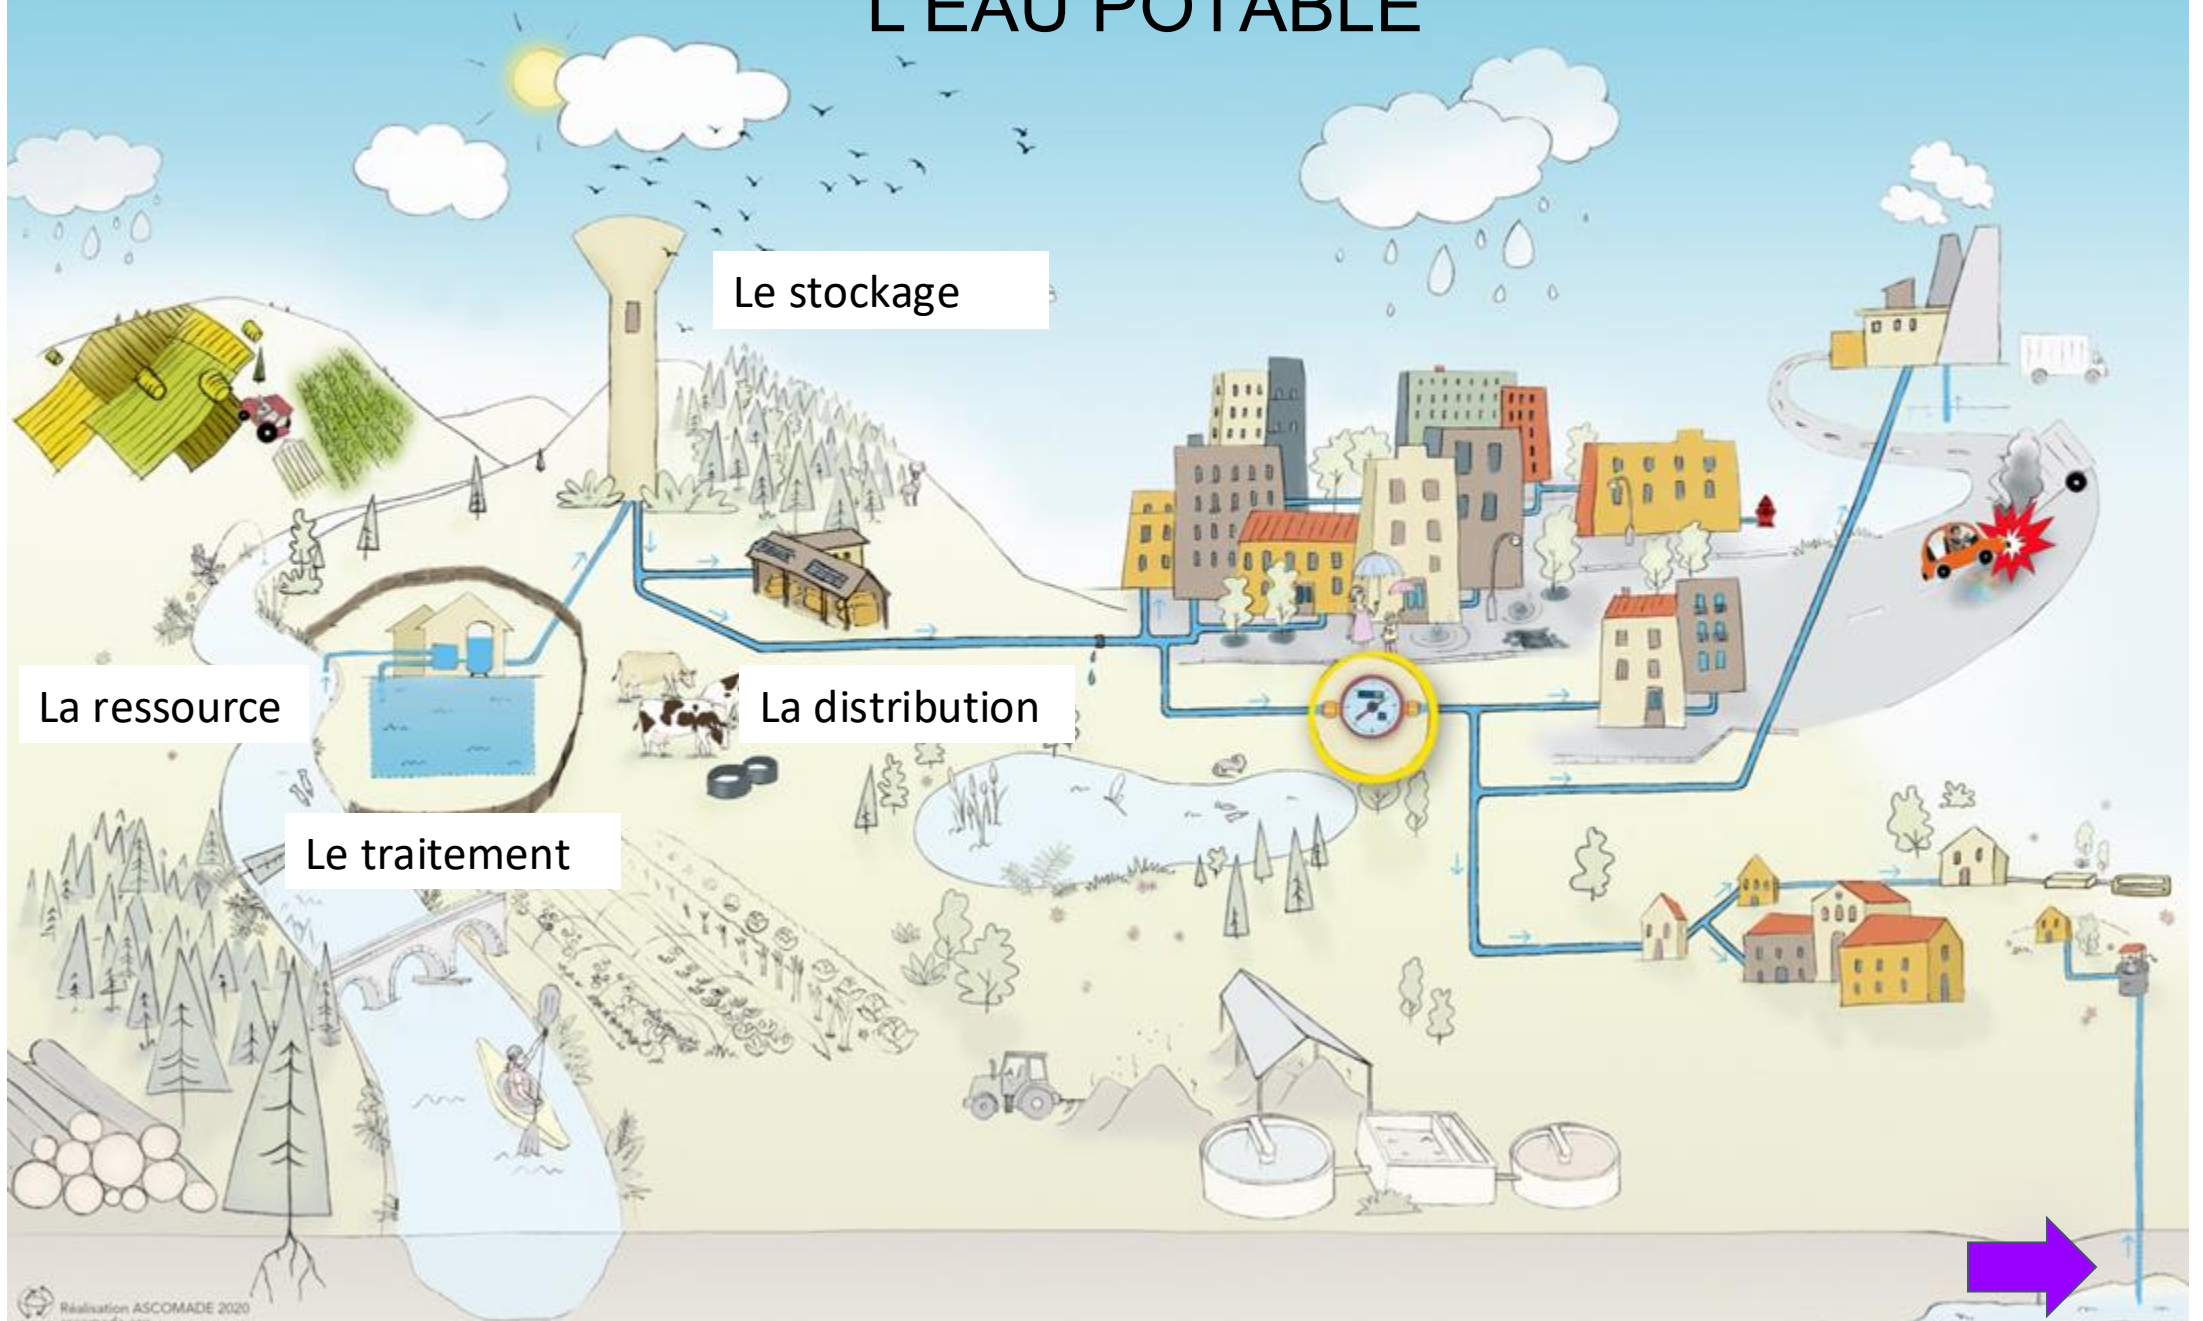 L'EAU POTABLE
Le stockage
La ressource
La distribution
Le traitement
Réalisation ASCOMADE 2020